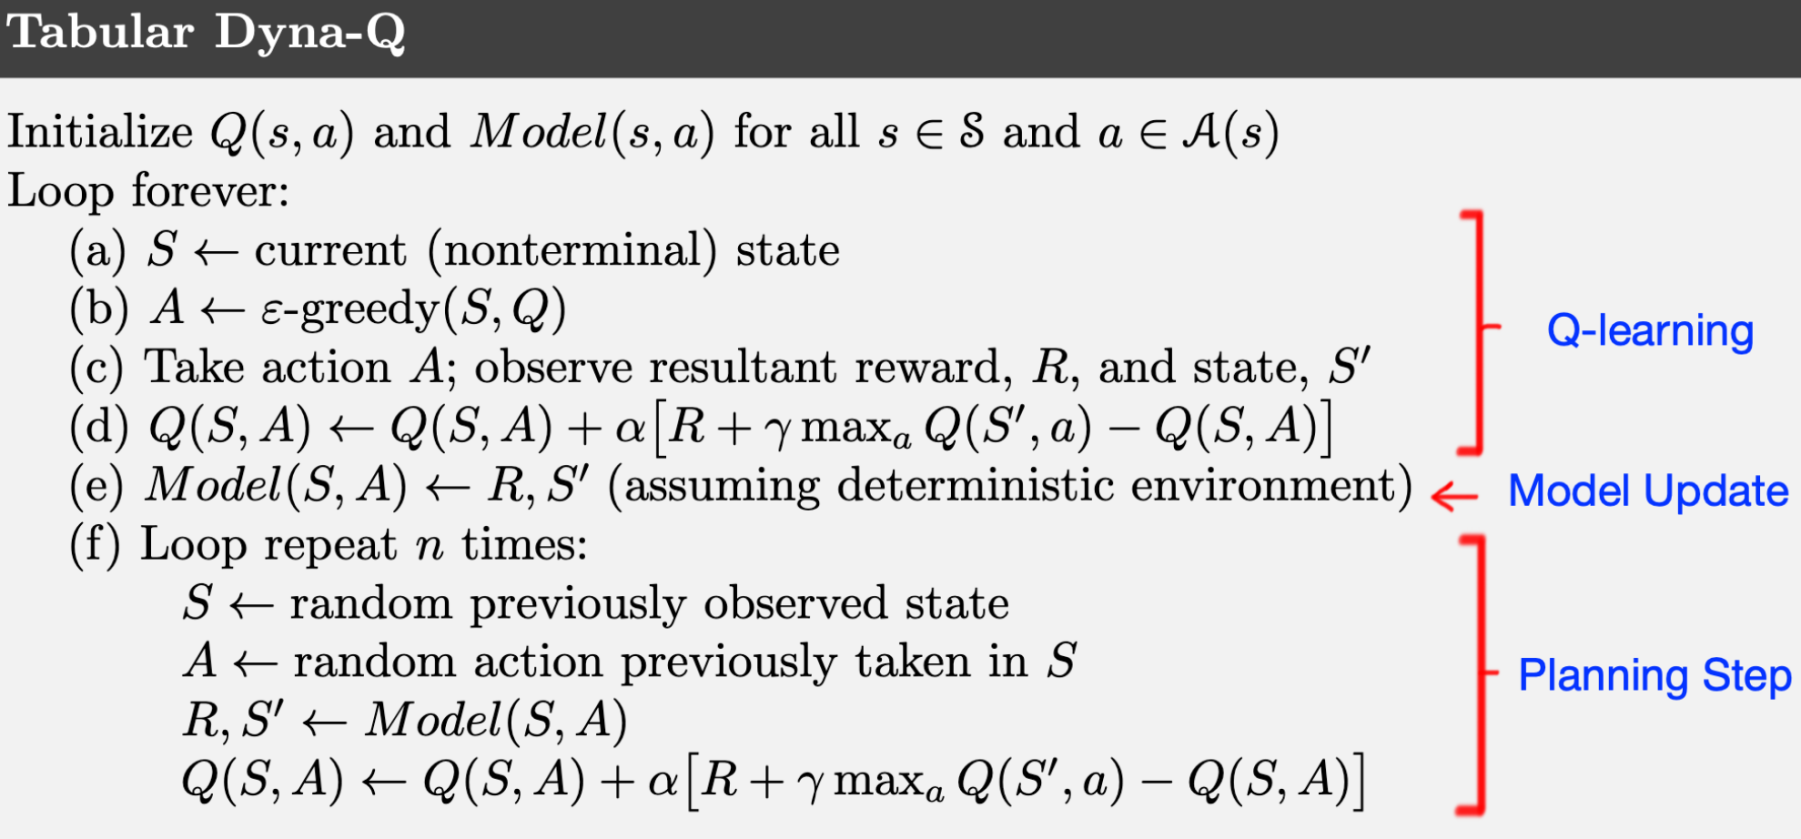 Tabular Dyna-Q
Initialize Q(s, a) and Model(s, a) for all s ∈ 𝒮 and a ∈ 𝒜(s)
Loop forever:
(a) S ← current (nonterminal) state
(b) A ← ε-greedy(S, Q)
(c) Take action A; observe resultant reward, R, and state, S′
(d) Q(S, A) ← Q(S, A) + α[R + γ maxₐ Q(S′, a) − Q(S, A)]
Q-learning
(e) Model(S, A) ← R, S′ (assuming deterministic environment) ← Model Update
(f) Loop repeat n times:
S ← random previously observed state
A ← random action previously taken in S
R, S′ ← Model(S, A)
Q(S, A) ← Q(S, A) + α[R + γ maxₐ Q(S′, a) − Q(S, A)]
Planning Step